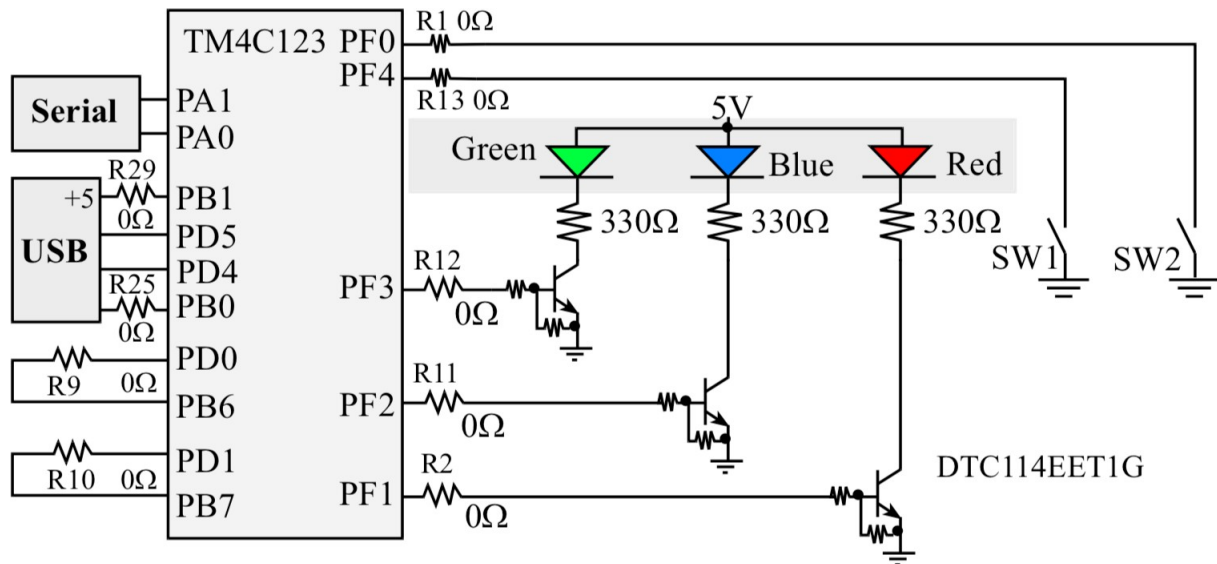 TM4C123
PF0
R1 0Ω
PF4
R13 0Ω
Serial
PA1
PA0
5V
Green
Blue
Red
R29
+5
0Ω
PB1
USB
PD5
PD4
R25
0Ω
PB0
330Ω
330Ω
330Ω
SW1
SW2
PF3
R12
0Ω
PD0
R9
0Ω
PB6
PF2
R11
0Ω
PD1
R10
0Ω
PB7
PF1
R2
0Ω
DTC114EET1G